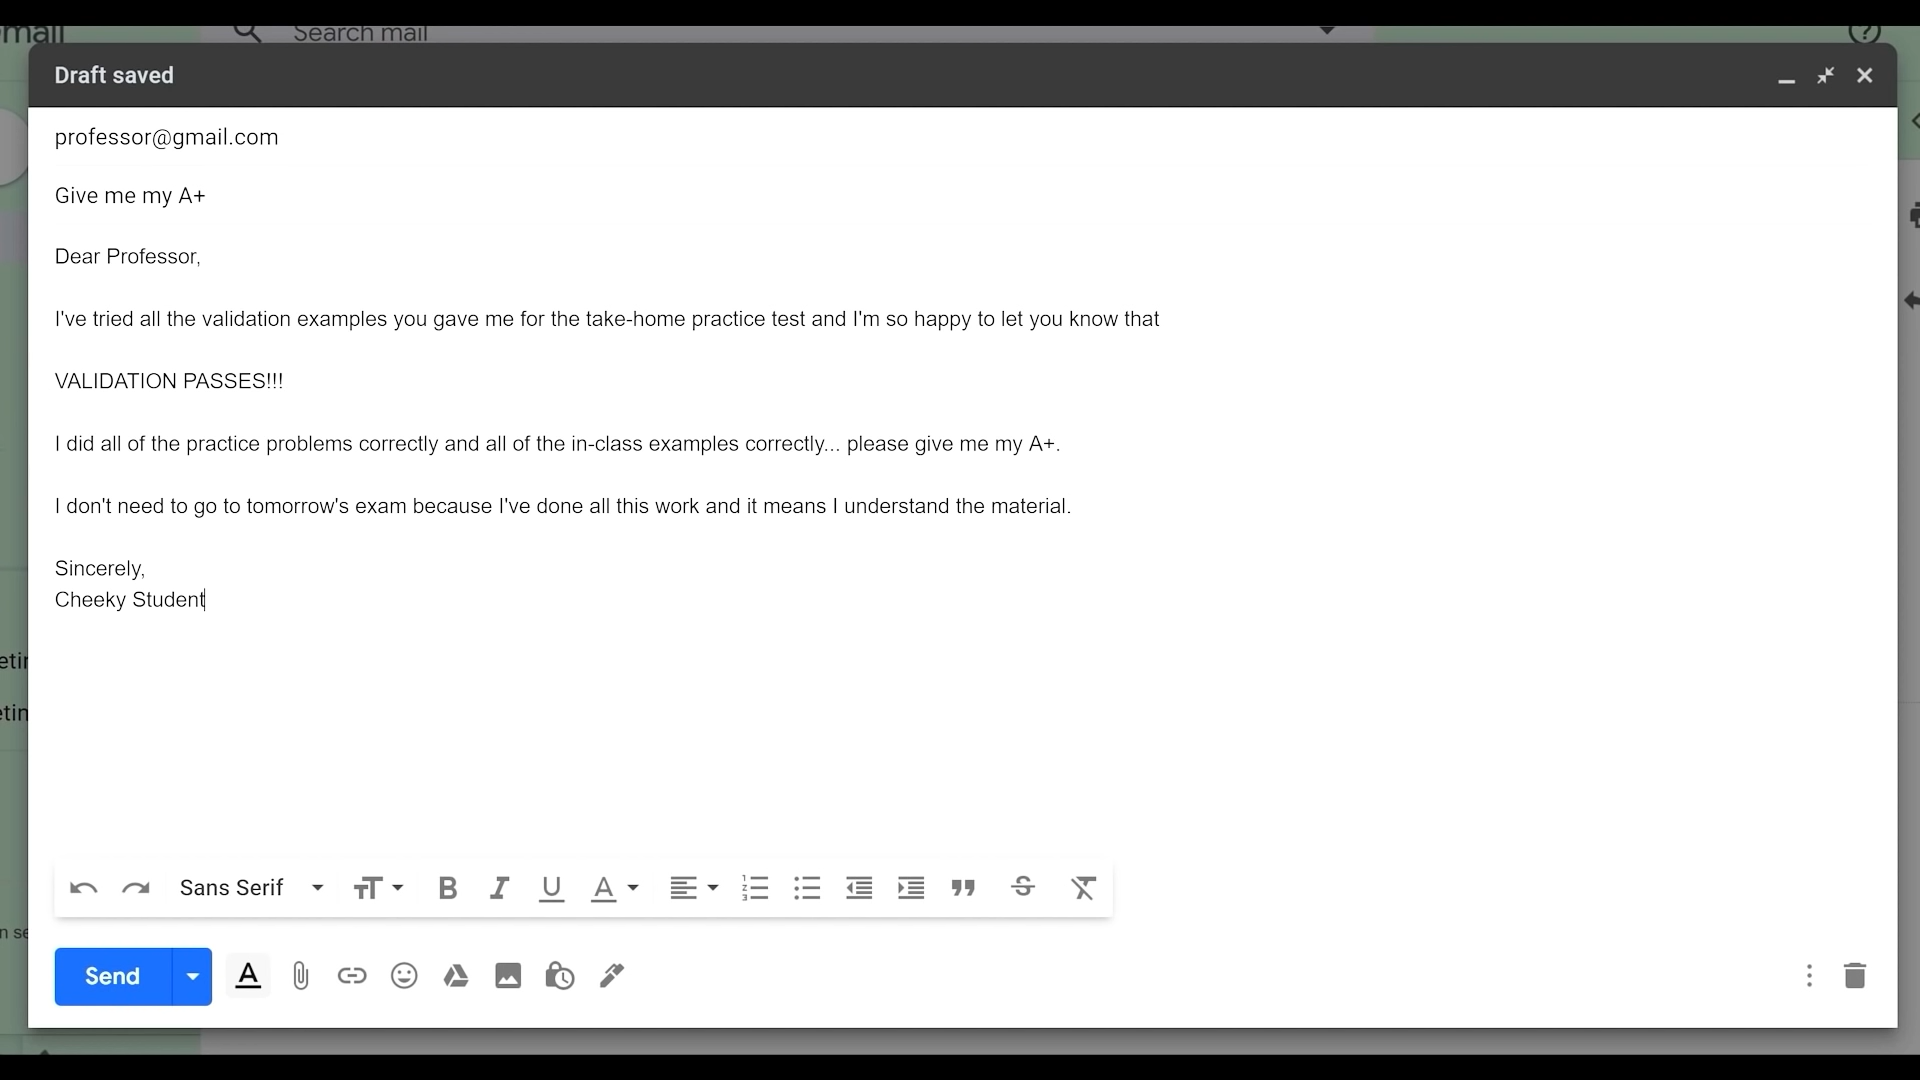 mail
Search mail
Draft saved
professor@gmail.com
Give me my A+
Dear Professor,
I've tried all the validation examples you gave me for the take-home practice test and I'm so happy to let you know that
VALIDATION PASSES!!!
I did all of the practice problems correctly and all of the in-class examples correctly... please give me my A+.
I don't need to go to tomorrow's exam because I've done all this work and it means I understand the material.
Sincerely,
Cheeky Student
Sans Serif
Send